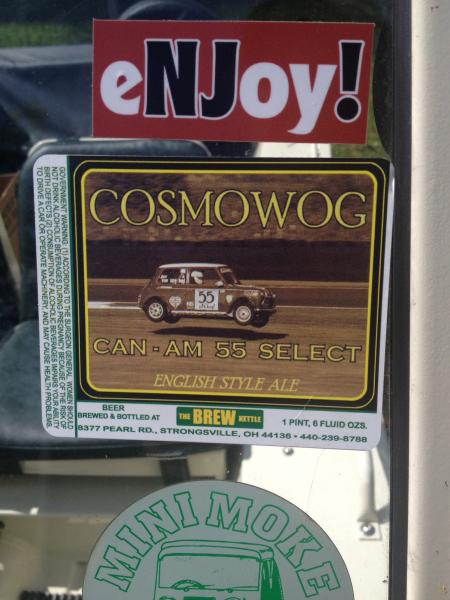 eNJoy!
GOVERNMENT WARNING: (1) ACCORDING TO THE SURGEON GENERAL, WOMEN SHOULD
NOT DRINK ALCOHOLIC BEVERAGES DURING PREGNANCY BECAUSE OF THE RISK OF
BIRTH DEFECTS (2) CONSUMPTION OF ALCOHOLIC BEVERAGES IMPAIRS YOUR ABILITY
TO DRIVE A CAR OR OPERATE MACHINERY, AND MAY CAUSE HEALTH PROBLEMS.
COSMOWOG
55
CAN-AM 55 SELECT
ENGLISH STYLE ALE
BEER
BREWED & BOTTLED AT
THE BREW KETTLE
1 PINT, 6 FLUID OZS.
8377 PEARL RD., STRONGSVILLE, OH 44136 • 440-239-8788
MINI MOKE